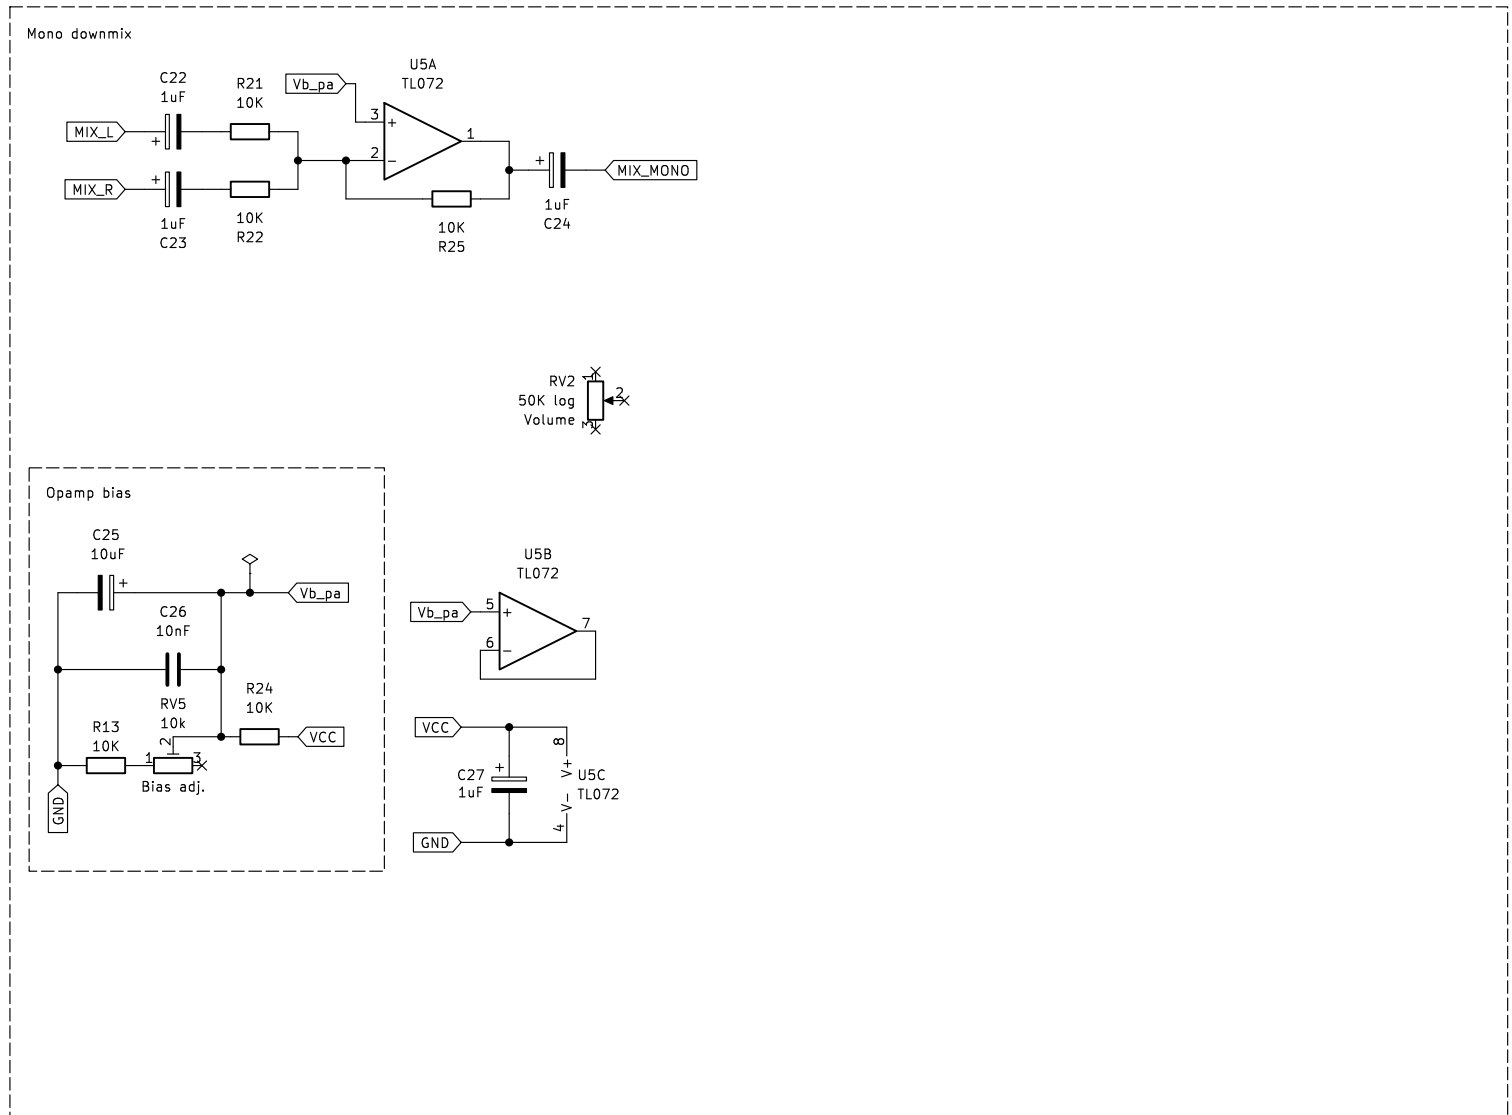 Mono downmix
C22
1uF
MIX_L
+
R21
10K
Vb_pa
U5A
TL072
3
+
2
-
1
MIX_R
+
1uF
C23
10K
R22
10K
R25
+
1uF
C24
MIX_MONO
RV2
50K log
Volume
1
2
3
Opamp bias
C25
10uF
+
Vb_pa
C26
10nF
RV5
10k
R24
10K
VCC
R13
10K
1
2
3
Bias adj.
GND
U5B
TL072
Vb_pa
5
+
6
-
7
VCC
C27
1uF
+
8
V+
U5C
TL072
V-
4
GND